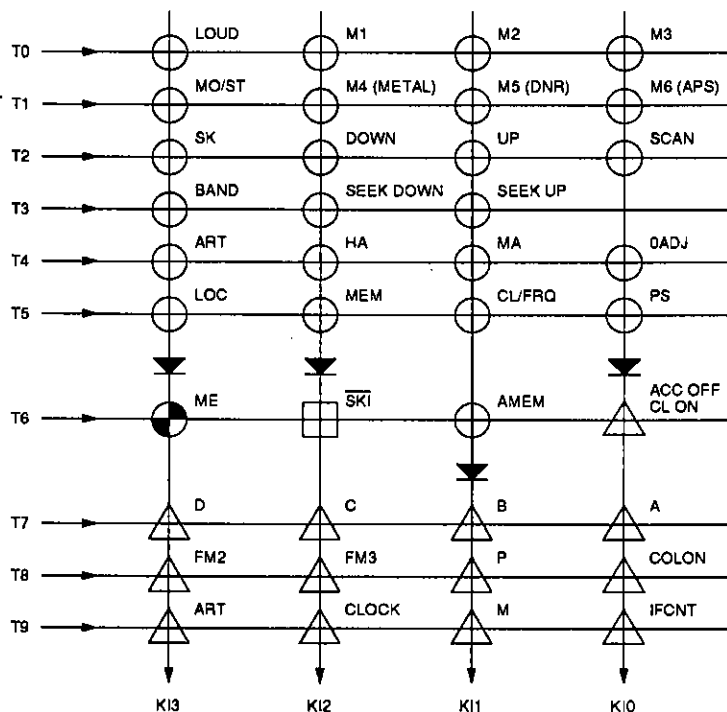 T0 LOUD M1 M2 M3
T1 MO/ST M4 (METAL) M5 (DNR) M6 (APS)
T2 SK DOWN UP SCAN
T3 BAND SEEK DOWN SEEK UP
T4 ART HA MA 0ADJ
T5 LOC MEM CL/FRQ PS
T6 ME S̅K̅I̅ AMEM ACC OFF
CL ON
T7 D C B A
T8 FM2 FM3 P COLON
T9 ART CLOCK M IFCNT
KI3 KI2 KI1 KI0